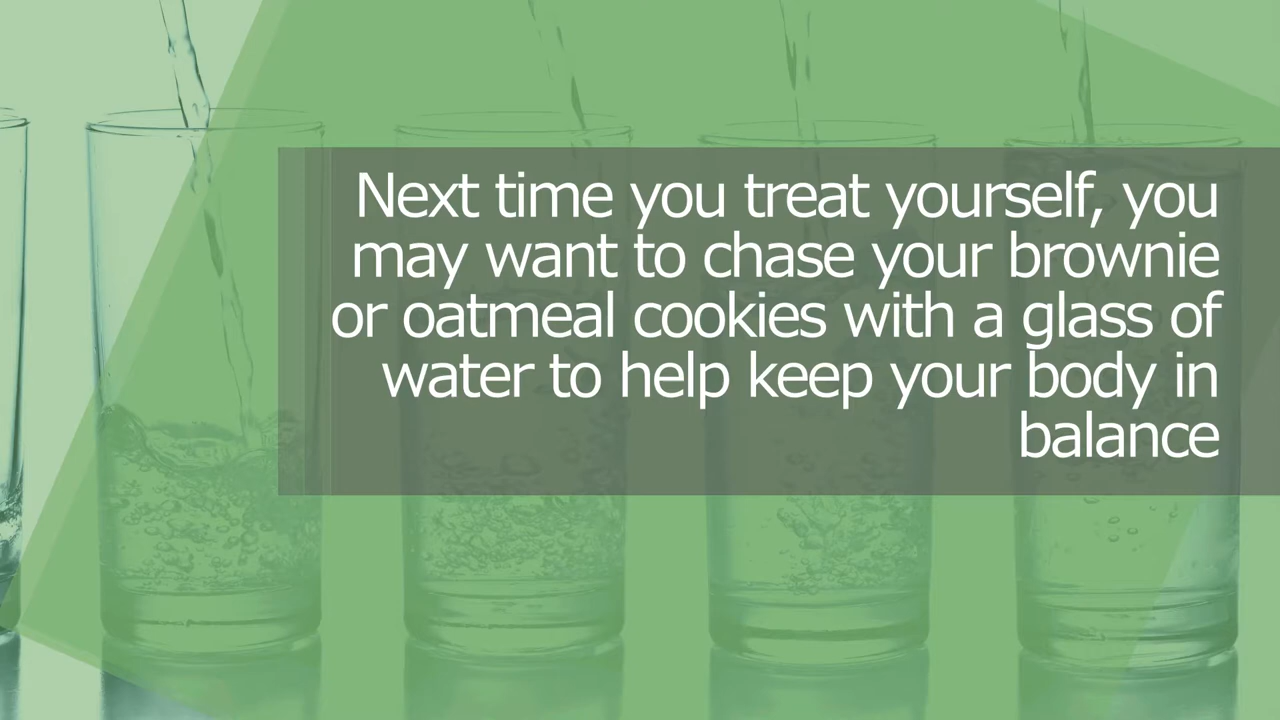 Next time you treat yourself, you
may want to chase your brownie
or oatmeal cookies with a glass of
water to help keep your body in
balance